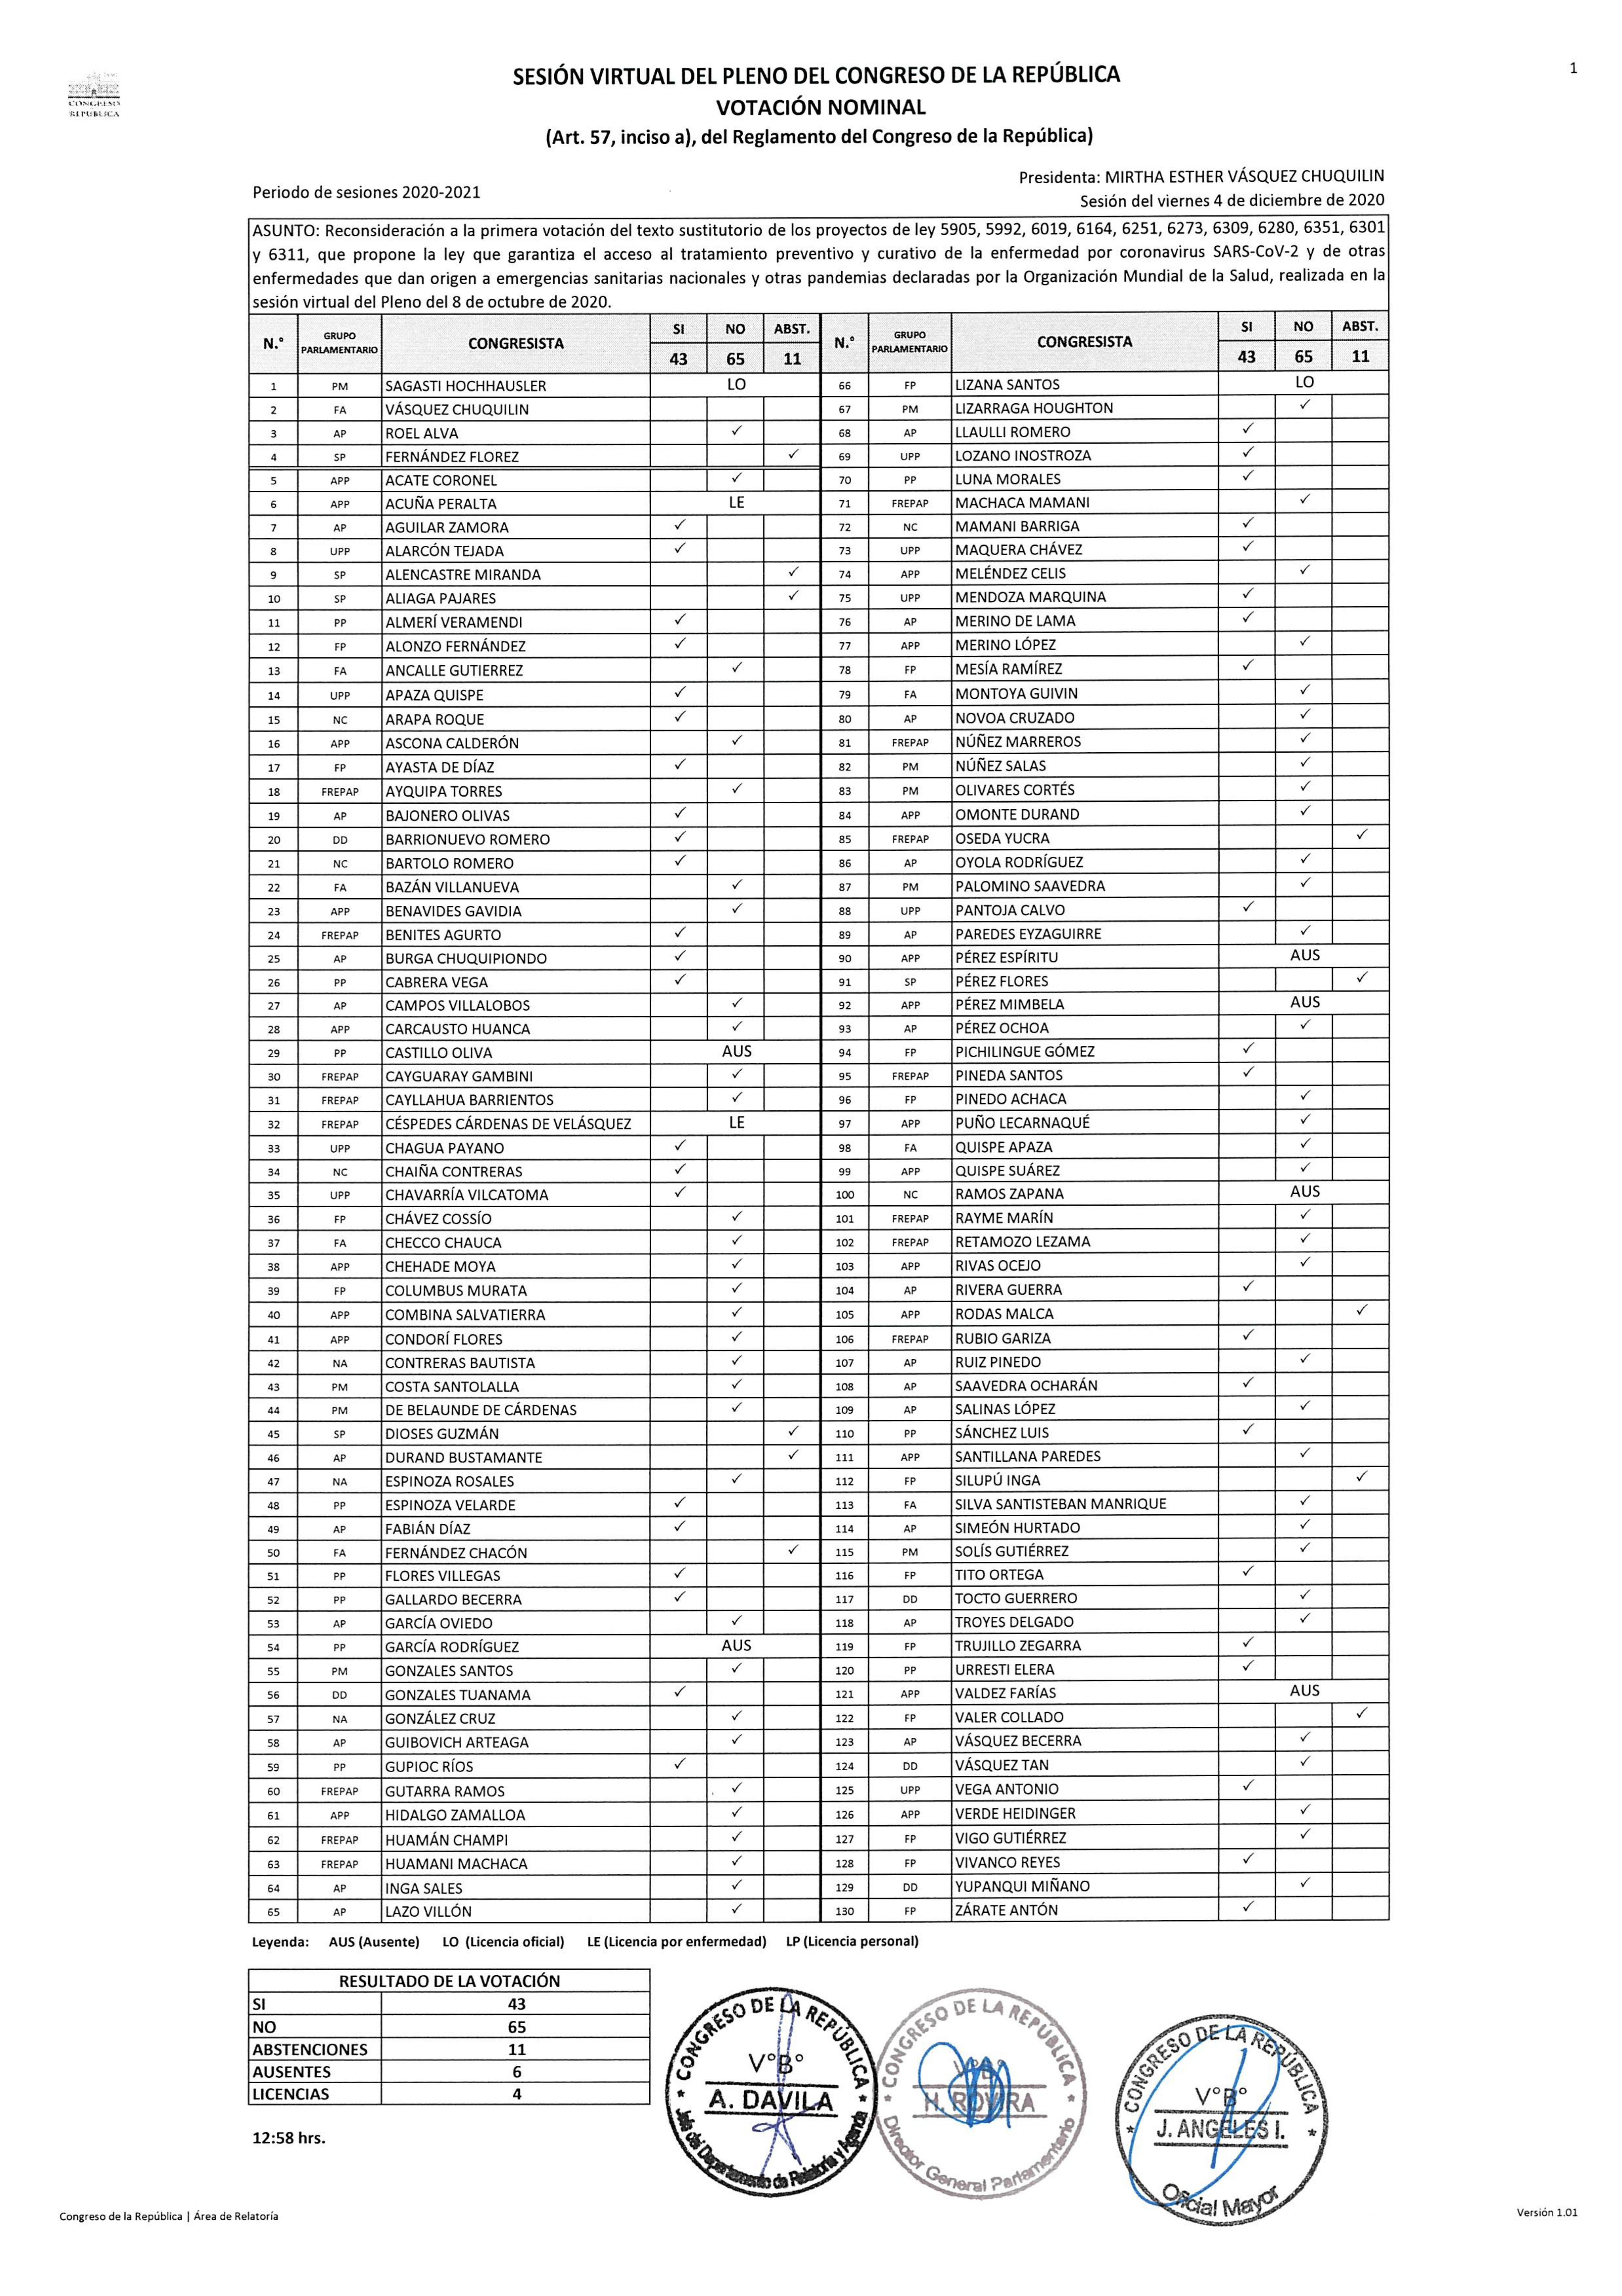 1
CONGRESO
REPÚBLICA
SESIÓN VIRTUAL DEL PLENO DEL CONGRESO DE LA REPÚBLICA
VOTACIÓN NOMINAL
(Art. 57, inciso a), del Reglamento del Congreso de la República)
Presidenta: MIRTHA ESTHER VÁSQUEZ CHUQUILIN
Periodo de sesiones 2020-2021
Sesión del viernes 4 de diciembre de 2020
ASUNTO: Reconsideración a la primera votación del texto sustitutorio de los proyectos de ley 5905, 5992, 6019, 6164, 6251, 6273, 6309, 6280, 6351, 6301
y 6311, que propone la ley que garantiza el acceso al tratamiento preventivo y curativo de la enfermedad por coronavirus SARS-CoV-2 y de otras
enfermedades que dan origen a emergencias sanitarias nacionales y otras pandemias declaradas por la Organización Mundial de la Salud, realizada en la
sesión virtual del Pleno del 8 de octubre de 2020.
N.° GRUPO PARLAMENTARIO CONGRESISTA SI NO ABST. N.° GRUPO PARLAMENTARIO CONGRESISTA SI NO ABST.
43 65 11 43 65 11
1 PM SAGASTI HOCHHAUSLER LO 66 FP LIZANA SANTOS LO
2 FA VÁSQUEZ CHUQUILIN 67 PM LIZARRAGA HOUGHTON ✓
3 AP ROEL ALVA ✓ 68 AP LLAULLI ROMERO ✓
4 SP FERNÁNDEZ FLOREZ ✓ 69 UPP LOZANO INOSTROZA ✓
5 APP ACATE CORONEL ✓ 70 PP LUNA MORALES ✓
6 APP ACUÑA PERALTA LE 71 FREPAP MACHACA MAMANI ✓
7 AP AGUILAR ZAMORA ✓ 72 NC MAMANI BARRIGA ✓
8 UPP ALARCÓN TEJADA ✓ 73 UPP MAQUERA CHÁVEZ ✓
9 SP ALENCASTRE MIRANDA ✓ 74 APP MELÉNDEZ CELIS ✓
10 SP ALIAGA PAJARES ✓ 75 UPP MENDOZA MARQUINA ✓
11 PP ALMERÍ VERAMENDI ✓ 76 AP MERINO DE LAMA ✓
12 FP ALONZO FERNÁNDEZ ✓ 77 APP MERINO LÓPEZ ✓
13 FA ANCALLE GUTIERREZ ✓ 78 FP MESÍA RAMÍREZ ✓
14 UPP APAZA QUISPE ✓ 79 FA MONTOYA GUIVIN ✓
15 NC ARAPA ROQUE ✓ 80 AP NOVOA CRUZADO ✓
16 APP ASCONA CALDERÓN ✓ 81 FREPAP NÚÑEZ MARREROS ✓
17 FP AYASTA DE DÍAZ ✓ 82 PM NÚÑEZ SALAS ✓
18 FREPAP AYQUIPA TORRES ✓ 83 PM OLIVARES CORTÉS ✓
19 AP BAJONERO OLIVAS ✓ 84 APP OMONTE DURAND ✓
20 DD BARRIONUEVO ROMERO ✓ 85 FREPAP OSEDA YUCRA ✓
21 NC BARTOLO ROMERO ✓ 86 AP OYOLA RODRÍGUEZ ✓
22 FA BAZÁN VILLANUEVA ✓ 87 PM PALOMINO SAAVEDRA ✓
23 APP BENAVIDES GAVIDIA ✓ 88 UPP PANTOJA CALVO ✓
24 FREPAP BENITES AGURTO ✓ 89 AP PAREDES EYZAGUIRRE ✓
25 AP BURGA CHUQUIPIONDO ✓ 90 APP PÉREZ ESPÍRITU AUS
26 PP CABRERA VEGA ✓ 91 SP PÉREZ FLORES ✓
27 AP CAMPOS VILLALOBOS ✓ 92 APP PÉREZ MIMBELA AUS
28 APP CARCAUSTO HUANCA ✓ 93 AP PÉREZ OCHOA ✓
29 PP CASTILLO OLIVA AUS 94 FP PICHILINGUE GÓMEZ ✓
30 FREPAP CAYGUARAY GAMBINI ✓ 95 FREPAP PINEDA SANTOS ✓
31 FREPAP CAYLLAHUA BARRIENTOS ✓ 96 FP PINEDO ACHACA ✓
32 FREPAP CÉSPEDES CÁRDENAS DE VELÁSQUEZ LE 97 APP PUÑO LECARNAQUÉ ✓
33 UPP CHAGUA PAYANO ✓ 98 FA QUISPE APAZA ✓
34 NC CHAIÑA CONTRERAS ✓ 99 APP QUISPE SUÁREZ ✓
35 UPP CHAVARRÍA VILCATOMA ✓ 100 NC RAMOS ZAPANA AUS
36 FP CHÁVEZ COSSÍO ✓ 101 FREPAP RAYME MARÍN ✓
37 FA CHECCO CHAUCA ✓ 102 FREPAP RETAMOZO LEZAMA ✓
38 APP CHEHADE MOYA ✓ 103 APP RIVAS OCEJO ✓
39 FP COLUMBUS MURATA ✓ 104 AP RIVERA GUERRA ✓
40 APP COMBINA SALVATIERRA ✓ 105 APP RODAS MALCA ✓
41 APP CONDORÍ FLORES ✓ 106 FREPAP RUBIO GARIZA ✓
42 NA CONTRERAS BAUTISTA ✓ 107 AP RUIZ PINEDO ✓
43 PM COSTA SANTOLALLA ✓ 108 AP SAAVEDRA OCHARÁN ✓
44 PM DE BELAUNDE DE CÁRDENAS ✓ 109 AP SALINAS LÓPEZ ✓
45 SP DIOSES GUZMÁN ✓ 110 PP SÁNCHEZ LUIS ✓
46 AP DURAND BUSTAMANTE ✓ 111 APP SANTILLANA PAREDES ✓
47 NA ESPINOZA ROSALES ✓ 112 FP SILUPÚ INGA ✓
48 PP ESPINOZA VELARDE ✓ 113 FA SILVA SANTISTEBAN MANRIQUE ✓
49 AP FABIÁN DÍAZ ✓ 114 AP SIMEÓN HURTADO ✓
50 FA FERNÁNDEZ CHACÓN ✓ 115 PM SOLÍS GUTIÉRREZ ✓
51 PP FLORES VILLEGAS ✓ 116 FP TITO ORTEGA ✓
52 PP GALLARDO BECERRA ✓ 117 DD TOCTO GUERRERO ✓
53 AP GARCÍA OVIEDO ✓ 118 AP TROYES DELGADO ✓
54 PP GARCÍA RODRÍGUEZ AUS 119 FP TRUJILLO ZEGARRA ✓
55 PM GONZALES SANTOS ✓ 120 PP URRESTI ELERA ✓
56 DD GONZALES TUANAMA ✓ 121 APP VALDEZ FARÍAS AUS
57 NA GONZÁLEZ CRUZ ✓ 122 FP VALER COLLADO ✓
58 AP GUIBOVICH ARTEAGA ✓ 123 AP VÁSQUEZ BECERRA ✓
59 PP GUPIOC RÍOS ✓ 124 DD VÁSQUEZ TAN ✓
60 FREPAP GUTARRA RAMOS ✓ 125 UPP VEGA ANTONIO ✓
61 APP HIDALGO ZAMALLOA ✓ 126 APP VERDE HEIDINGER ✓
62 FREPAP HUAMÁN CHAMPI ✓ 127 FP VIGO GUTIÉRREZ ✓
63 FREPAP HUAMANI MACHACA ✓ 128 FP VIVANCO REYES ✓
64 AP INGA SALES ✓ 129 DD YUPANQUI MIÑANO ✓
65 AP LAZO VILLÓN ✓ 130 FP ZÁRATE ANTÓN ✓
Leyenda: AUS (Ausente) LO (Licencia oficial) LE (Licencia por enfermedad) LP (Licencia personal)
RESULTADO DE LA VOTACIÓN
SI 43
NO 65
ABSTENCIONES 11
AUSENTES 6
LICENCIAS 4
12:58 hrs.
CONGRESO DE LA REPÚBLICA
V°B°
A. DAVILA
Jefe del Departamento de Relatoría y Agenda
CONGRESO DE LA REPÚBLICA
V°B°
H. ROVIRA
Director General Parlamentario
CONGRESO DE LA REPÚBLICA
V°B°
J. ANGELES I.
Oficial Mayor
Congreso de la República | Área de Relatoría
Versión 1.01